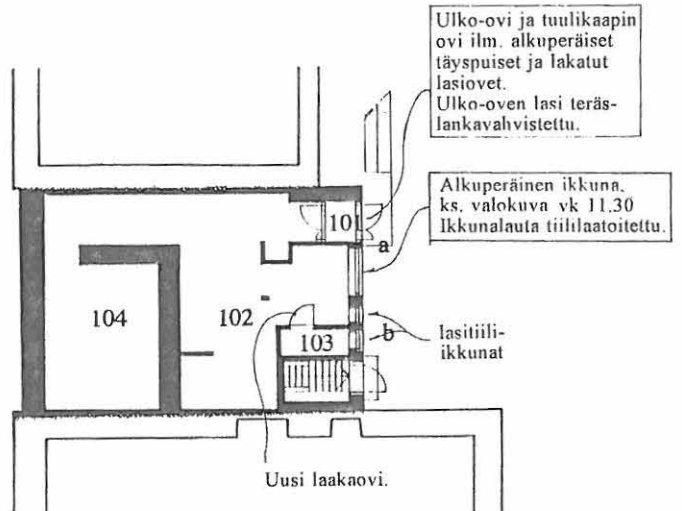 Ulko-ovi ja tuulikaapin
ovi ilm. alkuperäiset
täyspuiset ja lakatut
lasiovet.
Ulko-oven lasi teräs-
lankavahvistettu.
Alkuperäinen ikkuna.
ks. valokuva vk 11.30
Ikkunalauta tiililaatoitettu.
101
a
104
102
103
b
lasitiili-
ikkunat
Uusi laakaovi.